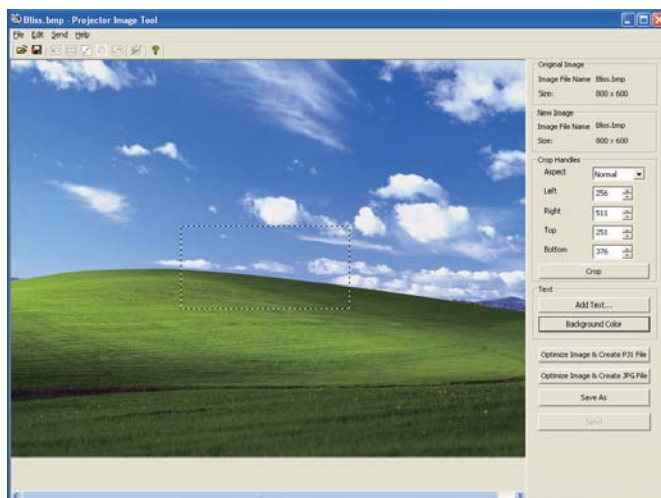 Bliss.bmp - Projector Image Tool
File Edit Send Help
Original Image
Image File Name Bliss.bmp
Size: 800 x 600
New Image
Image File Name Bliss.bmp
Size: 800 x 600
Crop Handles
Aspect Normal
Left 256
Right 511
Top 251
Bottom 376
Crop
Text
Add Text...
Background Color
Optimize Image & Create PJ1 File
Optimize Image & Create JPG File
Save As
Send